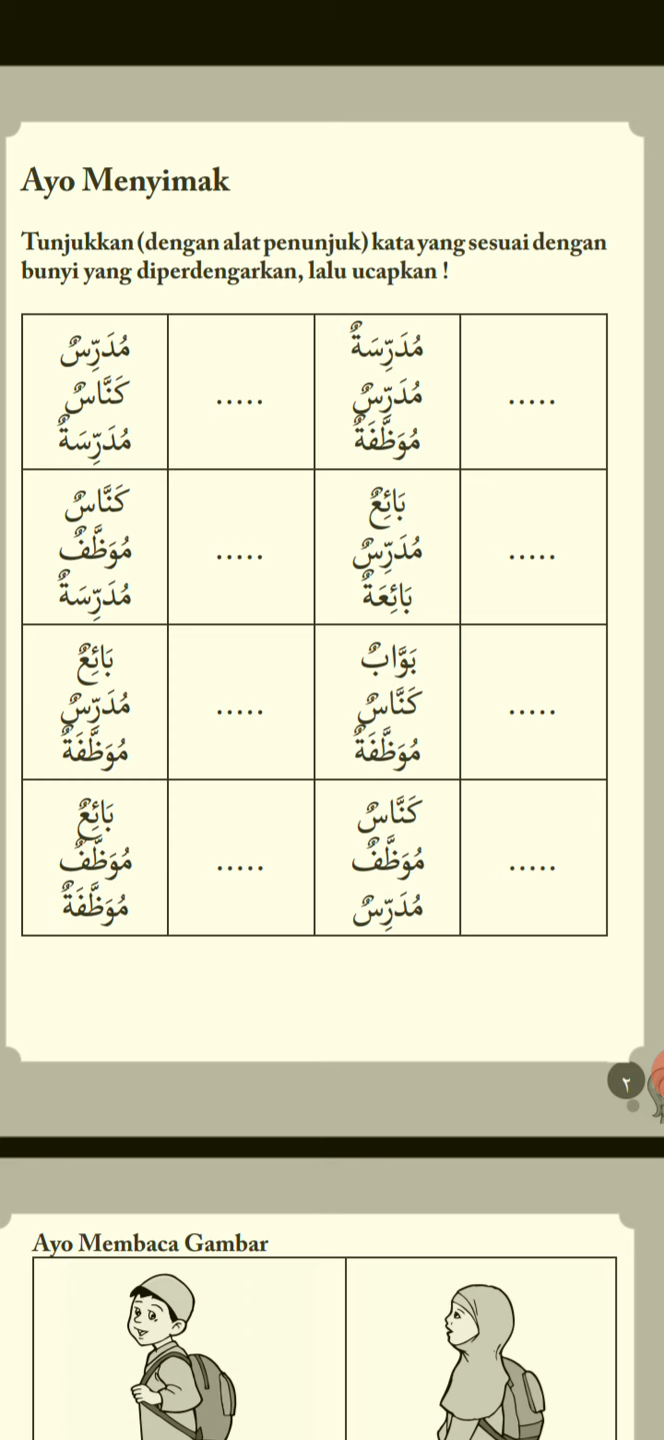 Ayo Menyimak
Tunjukkan (dengan alat penunjuk) kata yang sesuai dengan
bunyi yang diperdengarkan, lalu ucapkan !
مُدَرِّسٌ
كَنَّاسٌ
مُدَرِّسَةٌ
.....
مُدَرِّسَةٌ
مُدَرِّسٌ
مُوَظَّفَةٌ
.....
كَنَّاسٌ
مُوَظَّفٌ
مُدَرِّسَةٌ
.....
بَائِعٌ
مُدَرِّسٌ
بَائِعَةٌ
.....
بَائِعٌ
مُدَرِّسٌ
مُوَظَّفَةٌ
.....
بَوَّابٌ
كَنَّاسٌ
مُوَظَّفَةٌ
.....
بَائِعٌ
مُوَظَّفٌ
مُوَظَّفَةٌ
.....
كَنَّاسٌ
مُوَظَّفٌ
مُدَرِّسٌ
.....
٢
Ayo Membaca Gambar